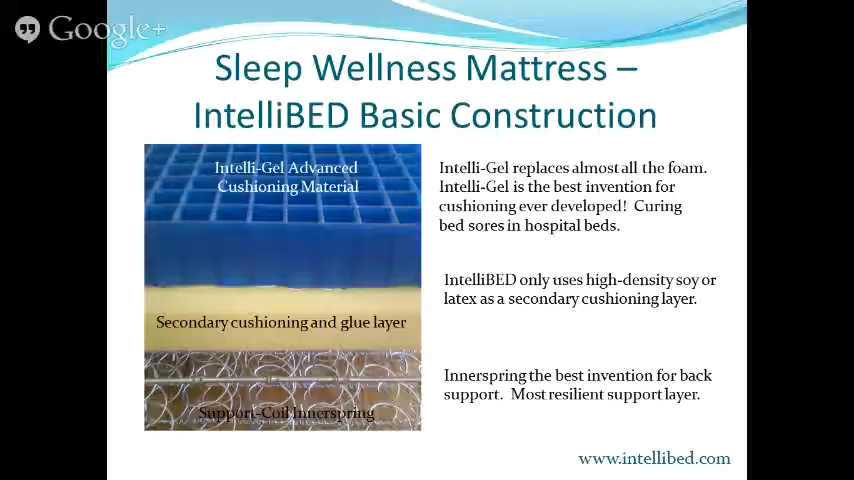 Google+
Sleep Wellness Mattress –
IntelliBED Basic Construction
Intelli-Gel Advanced
Cushioning Material
Intelli-Gel replaces almost all the foam.
Intelli-Gel is the best invention for
cushioning ever developed! Curing
bed sores in hospital beds.
IntelliBED only uses high-density soy or
latex as a secondary cushioning layer.
Secondary cushioning and glue layer
Innerspring the best invention for back
support. Most resilient support layer.
Support-Coil Innerspring
www.intellibed.com